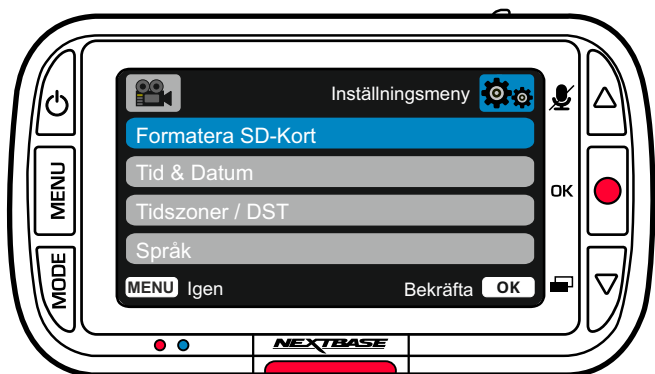 Inställningsmeny
Formatera SD-Kort
Tid & Datum
Tidszoner / DST
Språk
MENU Igen
Bekräfta OK
MENU
MODE
OK
NEXTBASE